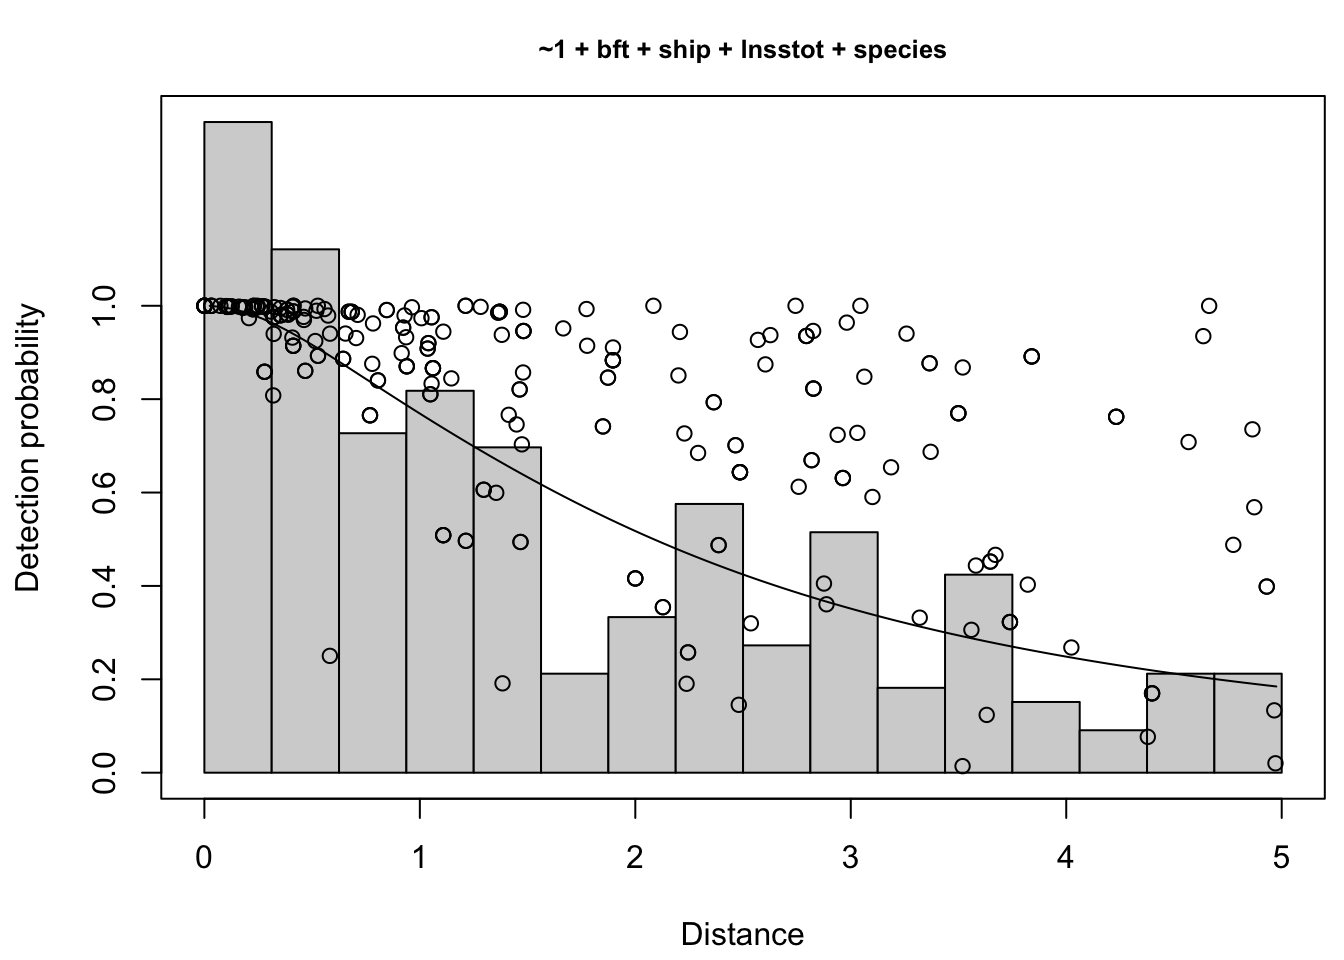 ~1 + bft + ship + lnsstot + species
Detection probability
1.0
0.8
0.6
0.4
0.2
0.0
0 1 2 3 4 5
Distance